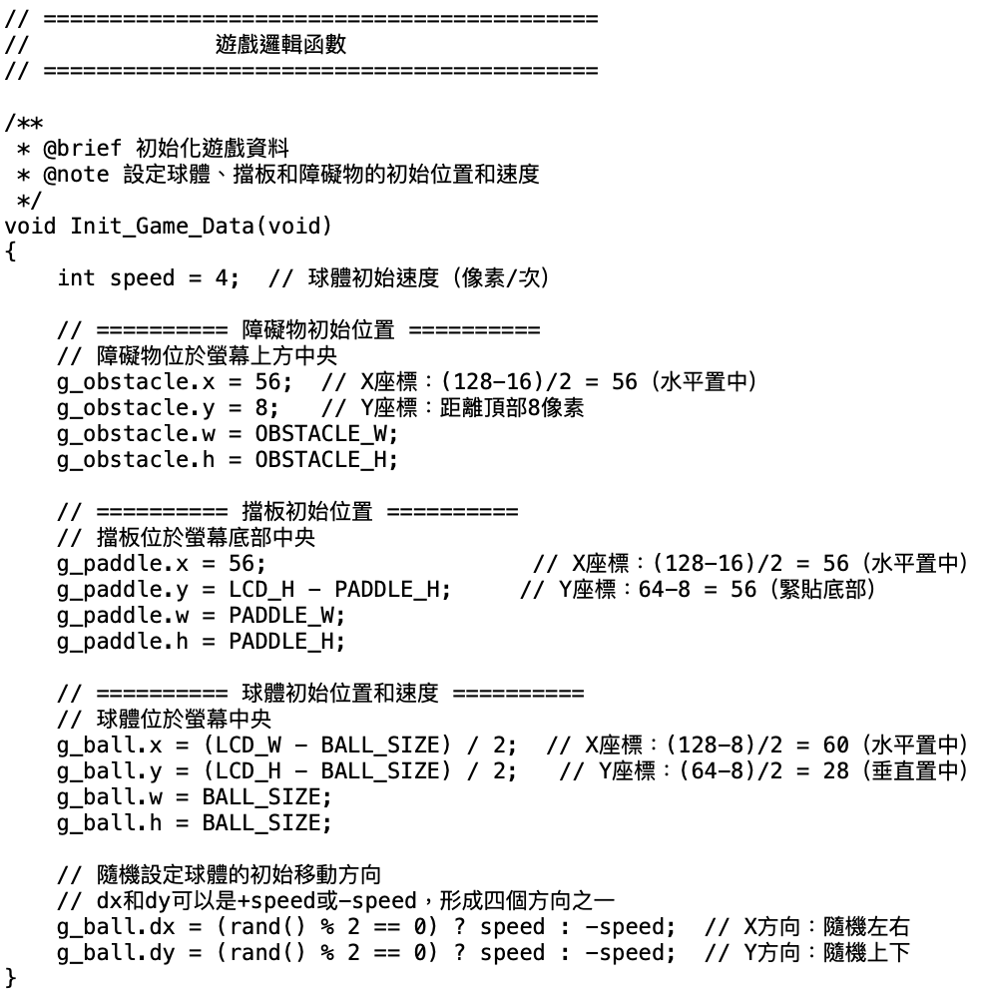 // ==========================================
//              遊戲邏輯函數
// ==========================================

/**
 * @brief 初始化遊戲資料
 * @note 設定球體、擋板和障礙物的初始位置和速度
 */
void Init_Game_Data(void)
{
    int speed = 4;  // 球體初始速度（像素/次）

    // ========== 障礙物初始位置 ==========
    // 障礙物位於螢幕上方中央
    g_obstacle.x = 56;  // X座標：(128-16)/2 = 56（水平置中）
    g_obstacle.y = 8;   // Y座標：距離頂部8像素
    g_obstacle.w = OBSTACLE_W;
    g_obstacle.h = OBSTACLE_H;

    // ========== 擋板初始位置 ==========
    // 擋板位於螢幕底部中央
    g_paddle.x = 56;                    // X座標：(128-16)/2 = 56（水平置中）
    g_paddle.y = LCD_H - PADDLE_H;     // Y座標：64-8 = 56（緊貼底部）
    g_paddle.w = PADDLE_W;
    g_paddle.h = PADDLE_H;

    // ========== 球體初始位置和速度 ==========
    // 球體位於螢幕中央
    g_ball.x = (LCD_W - BALL_SIZE) / 2;  // X座標：(128-8)/2 = 60（水平置中）
    g_ball.y = (LCD_H - BALL_SIZE) / 2;   // Y座標：(64-8)/2 = 28（垂直置中）
    g_ball.w = BALL_SIZE;
    g_ball.h = BALL_SIZE;

    // 隨機設定球體的初始移動方向
    // dx和dy可以是+speed或-speed，形成四個方向之一
    g_ball.dx = (rand() % 2 == 0) ? speed : -speed;  // X方向：隨機左右
    g_ball.dy = (rand() % 2 == 0) ? speed : -speed;  // Y方向：隨機上下
}